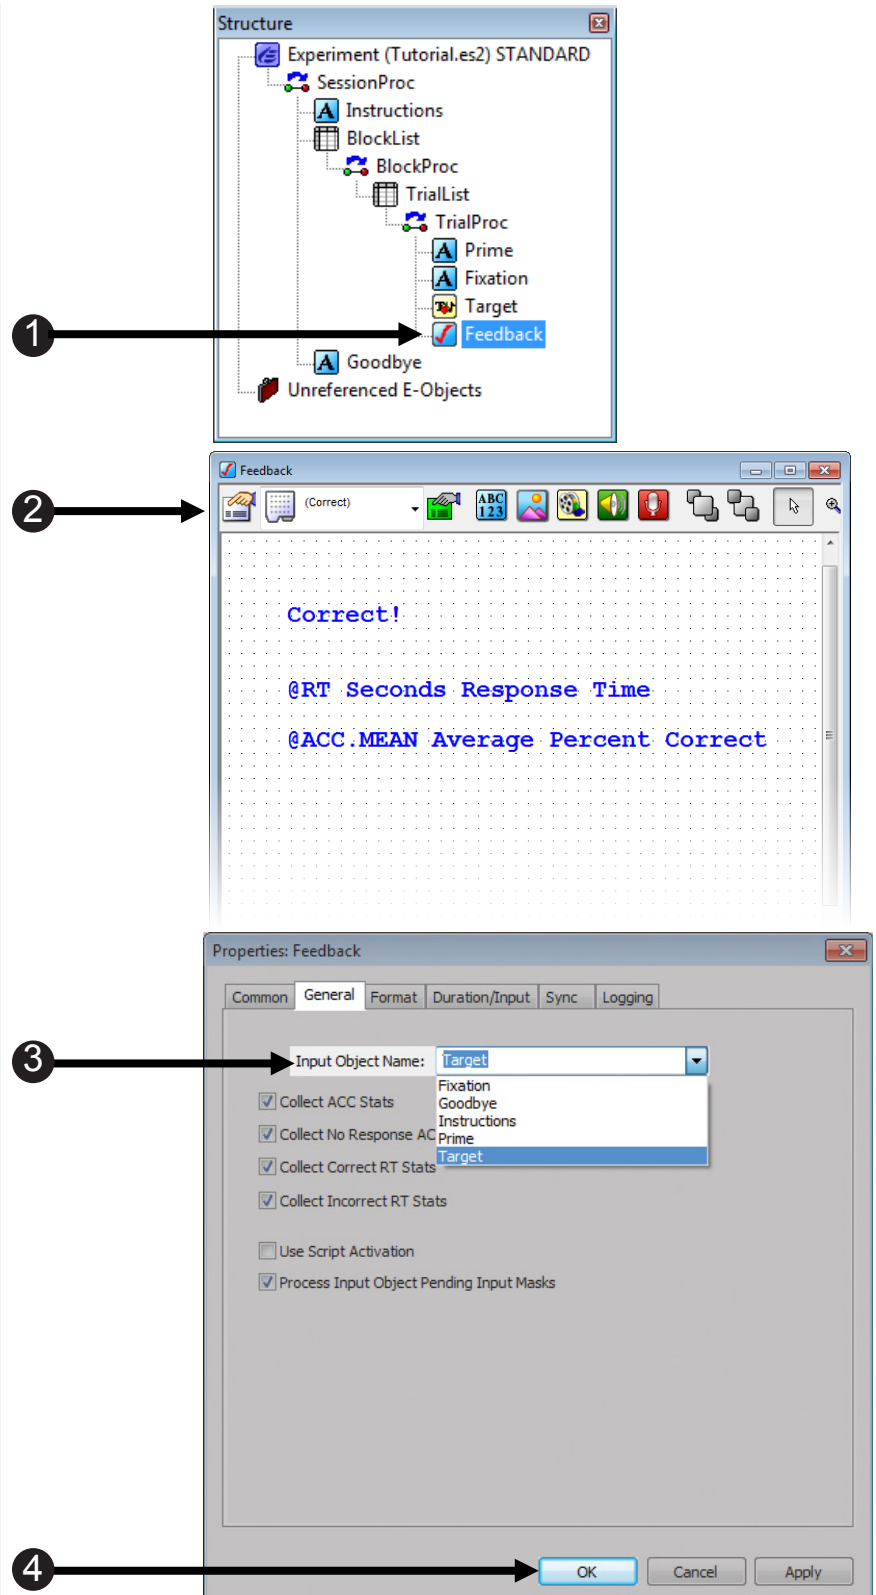 Structure
Experiment (Tutorial.es2) STANDARD
SessionProc
Instructions
BlockList
BlockProc
TrialList
TrialProc
Prime
Fixation
Target
1
Feedback
Goodbye
Unreferenced E-Objects
Feedback
2
(Correct)
ABC
123
Correct!
@RT Seconds Response Time
@ACC.MEAN Average Percent Correct
Properties: Feedback
Common General Format Duration/Input Sync Logging
3
Input Object Name: Target
Fixation
Goodbye
Instructions
Prime
Target
Collect ACC Stats
Collect No Response AC
Collect Correct RT Stats
Collect Incorrect RT Stats
Use Script Activation
Process Input Object Pending Input Masks
4
OK Cancel Apply